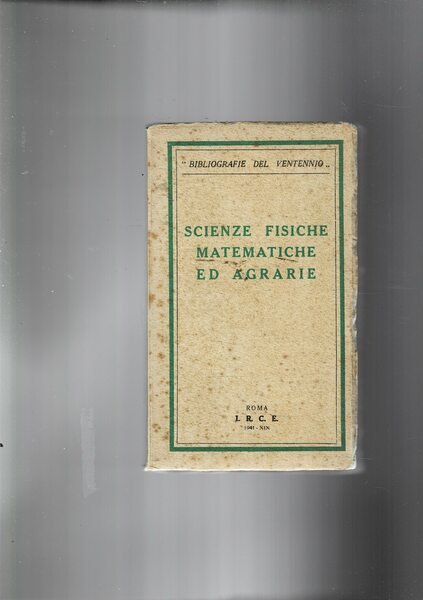 " BIBLIOGRAFIE DEL VENTENNIO „
SCIENZE FISICHE
MATEMATICHE
ED AGRARIE
ROMA
I. R. C. E.
1941 - XIX